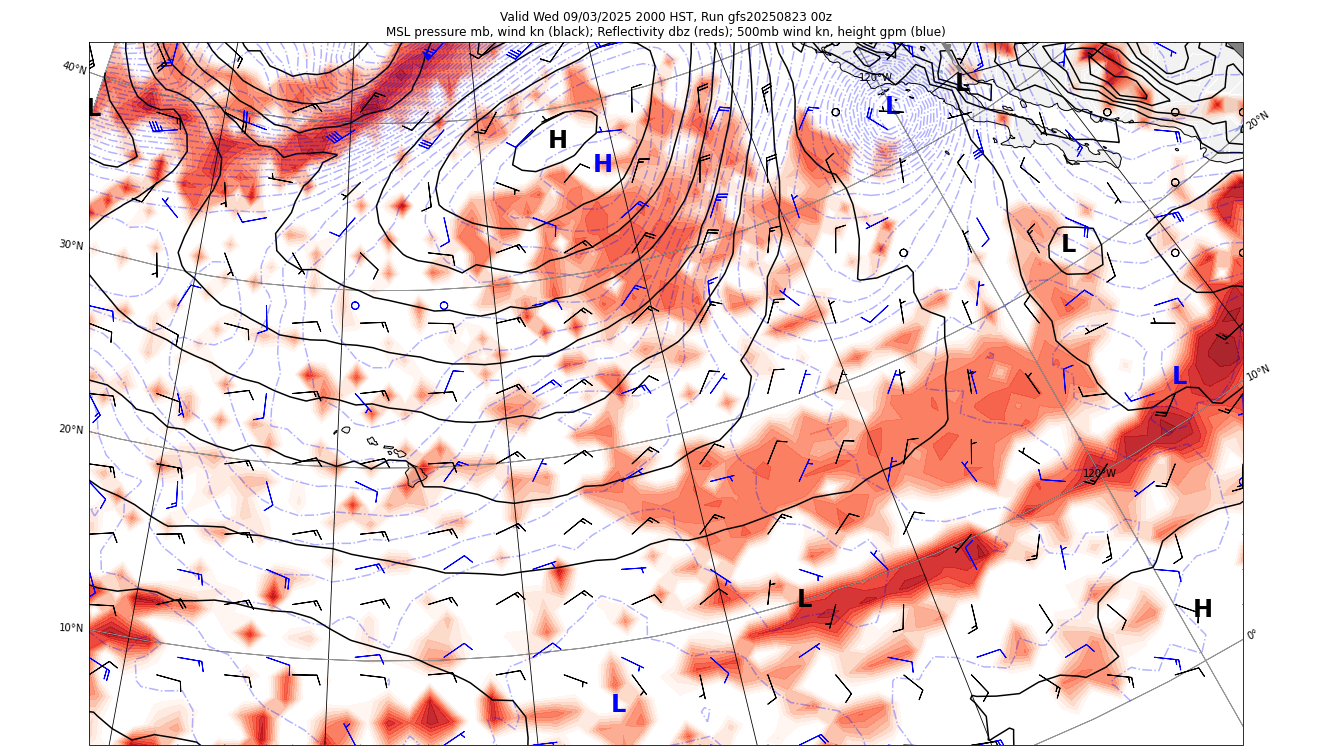 Valid Wed 09/03/2025 2000 HST, Run gfs20250823 00z
MSL pressure mb, wind kn (black); Reflectivity dbz (reds); 500mb wind kn, height gpm (blue)
40°N
120°W
L
L
L
20°N
H
H
30°N
L
L
10°N
20°N
120°W
L
H
10°N
0°
L